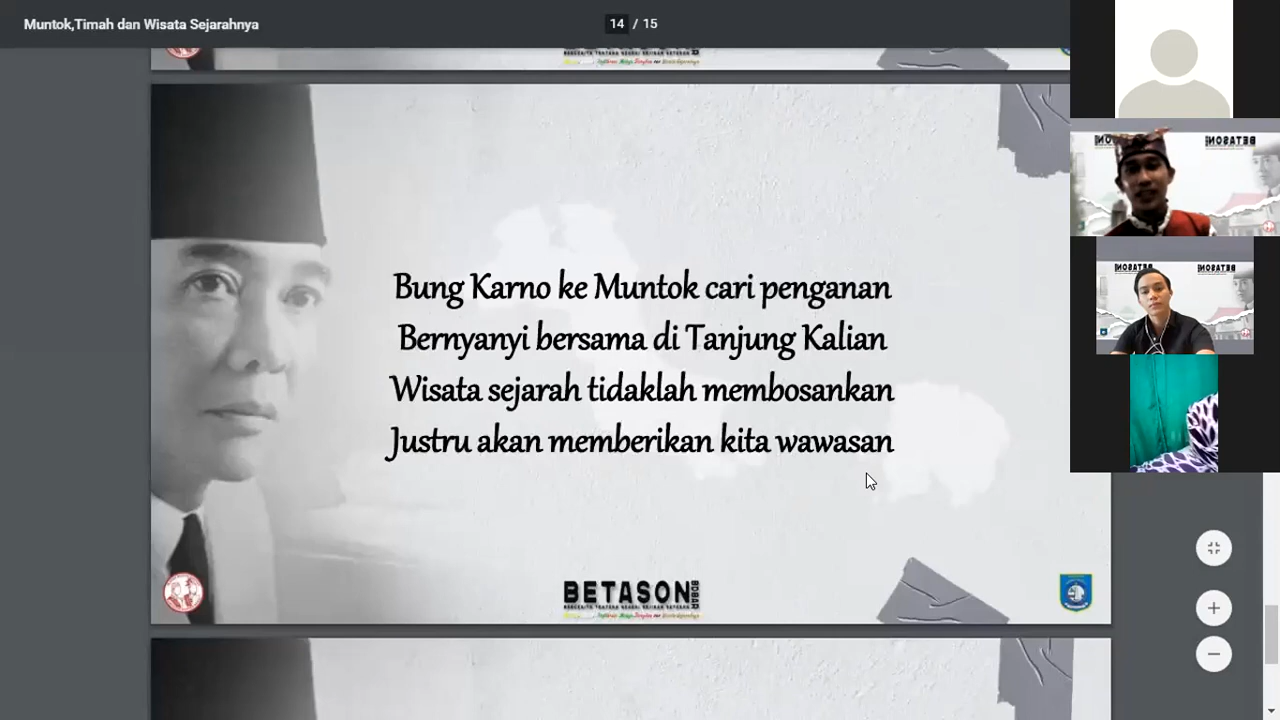 Muntok,Timah dan Wisata Sejarahnya
14 / 15
Bung Karno ke Muntok cari penganan
Bernyanyi bersama di Tanjung Kalian
Wisata sejarah tidaklah membosankan
Justru akan memberikan kita wawasan
BETASON
BDBAR